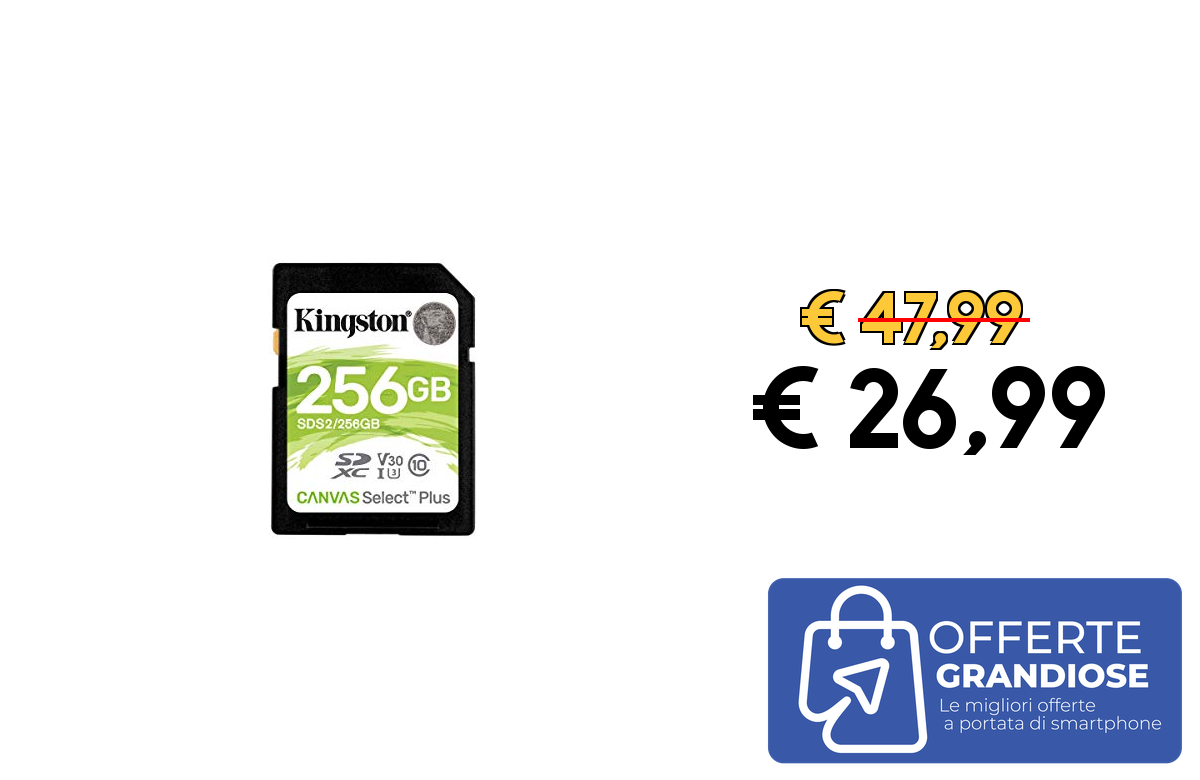 Kingston®
256GB
SDS2/256GB
SD XC V30 I U3 10
CANVAS Select™ Plus
€ 47,99
€ 26,99
OFFERTE
GRANDIOSE
Le migliori offerte
a portata di smartphone